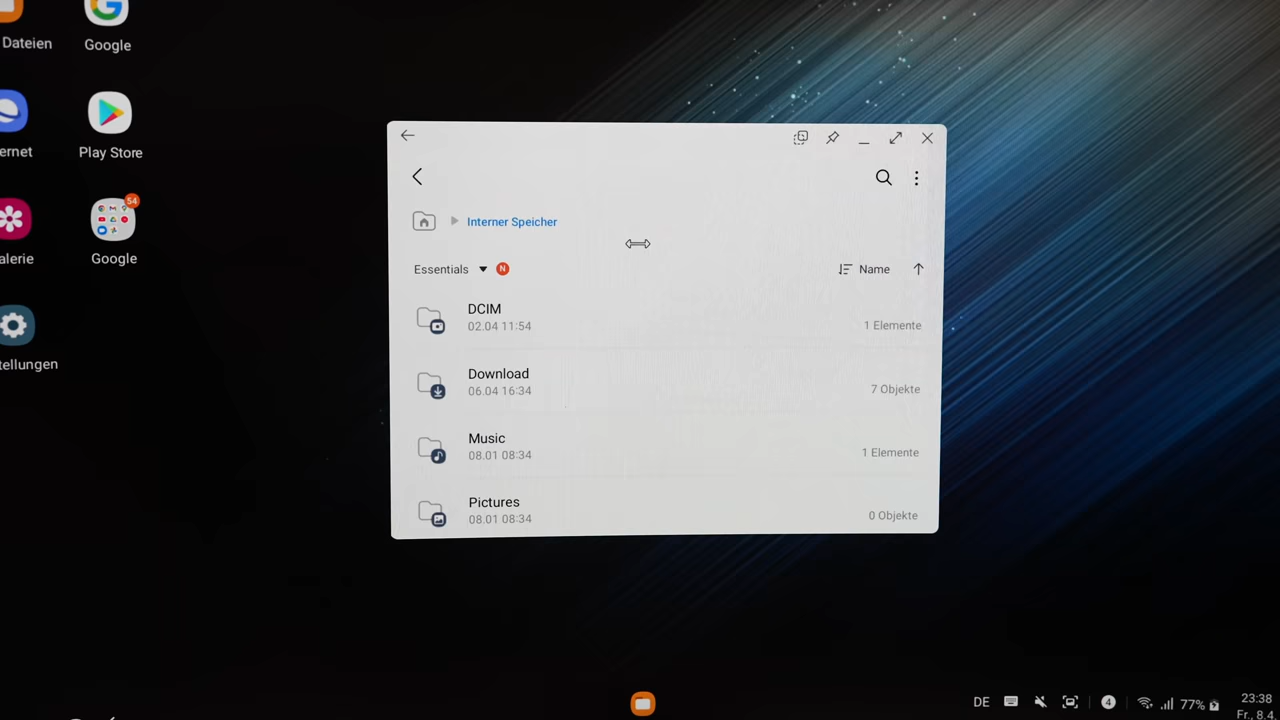 Dateien
Google
ernet
Play Store
54
alerie
Google
tellungen
Interner Speicher
Essentials
N
Name
DCIM
02.04 11:54
1 Elemente
Download
06.04 16:34
7 Objekte
Music
08.01 08:34
1 Elemente
Pictures
08.01 08:34
0 Objekte
DE
4
77%
23:38
Fr., 8.4